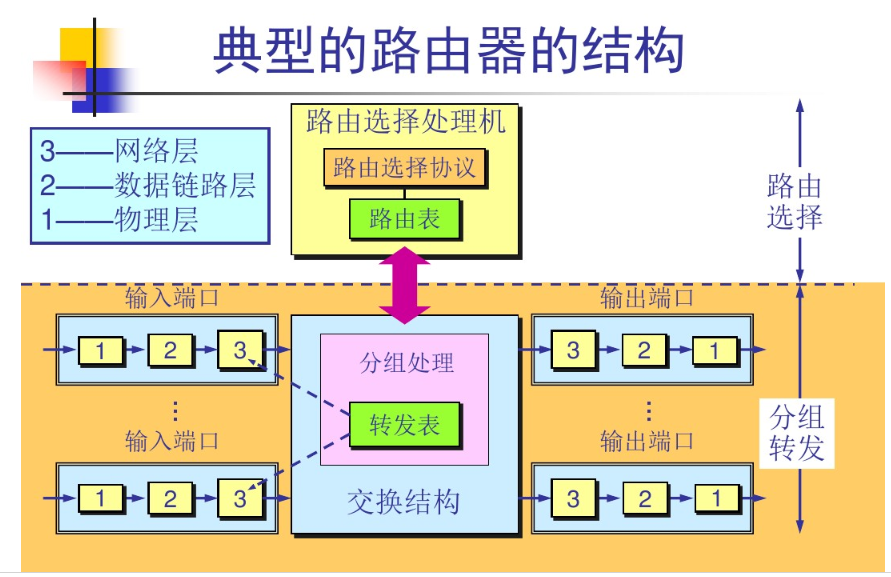 典型的路由器的结构
3——网络层
2——数据链路层
1——物理层
路由选择处理机
路由选择协议
路由表
路由
选择
输入端口
1 2 3
⋮
输入端口
1 2 3
分组处理
转发表
交换结构
输出端口
3 2 1
⋮
输出端口
3 2 1
分组
转发